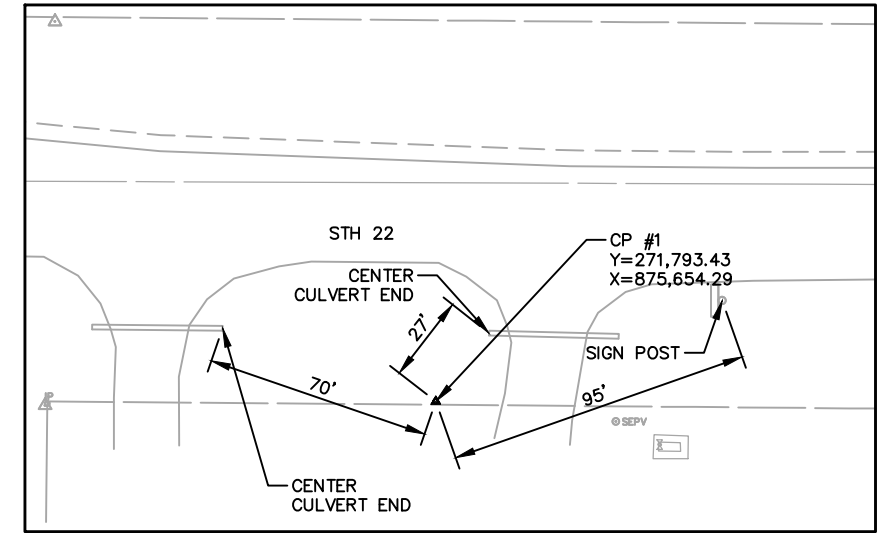 STH 22
CP #1
Y=271,793.43
X=875,654.29
CENTER
CULVERT END
27'
SIGN POST
70'
95'
SEPV
CENTER
CULVERT END